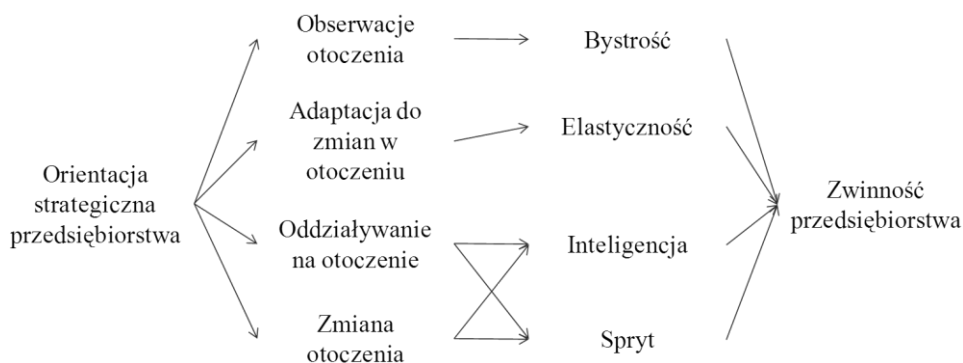 Orientacja
strategiczna
przedsiębiorstwa
Obserwacje
otoczenia
Adaptacja do
zmian w
otoczeniu
Oddziaływanie
na otoczenie
Zmiana
otoczenia
Bystrość
Elastyczność
Inteligencja
Spryt
Zwinność
przedsiębiorstwa